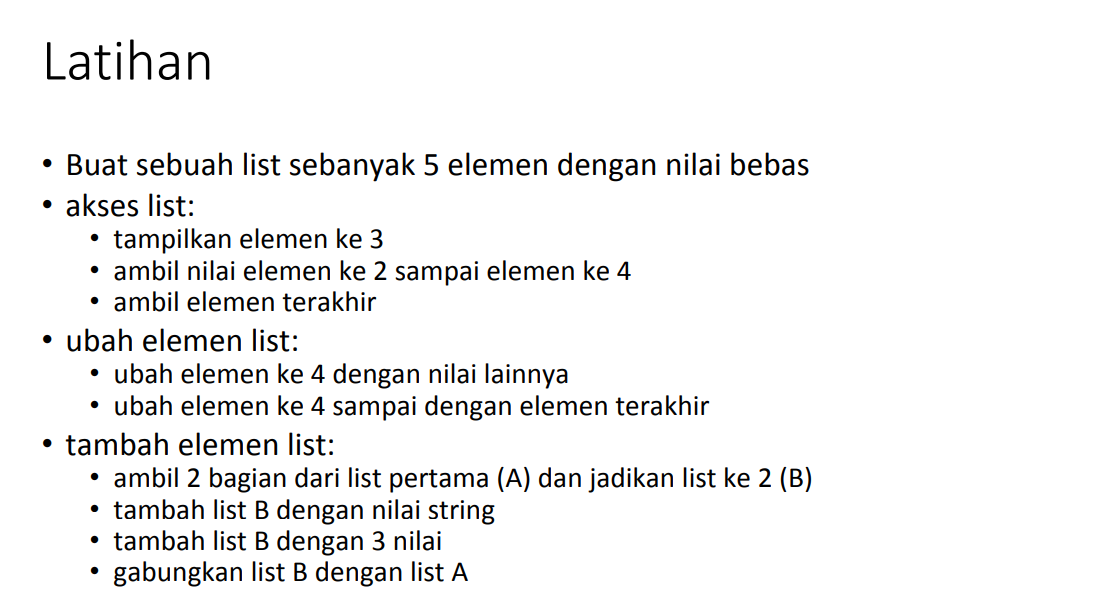 Latihan
• Buat sebuah list sebanyak 5 elemen dengan nilai bebas
• akses list:
• tampilkan elemen ke 3
• ambil nilai elemen ke 2 sampai elemen ke 4
• ambil elemen terakhir
• ubah elemen list:
• ubah elemen ke 4 dengan nilai lainnya
• ubah elemen ke 4 sampai dengan elemen terakhir
• tambah elemen list:
• ambil 2 bagian dari list pertama (A) dan jadikan list ke 2 (B)
• tambah list B dengan nilai string
• tambah list B dengan 3 nilai
• gabungkan list B dengan list A